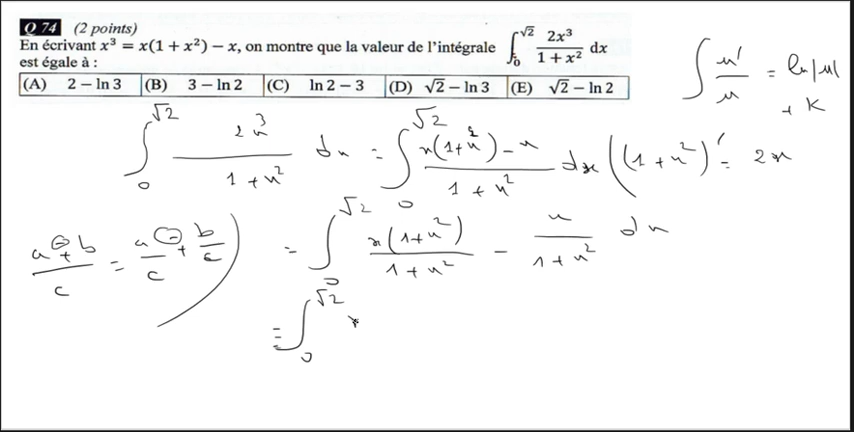 Q 74 (2 points)
En écrivant x³ = x(1 + x²) − x, on montre que la valeur de l'intégrale ∫₀^√2 2x³/(1 + x²) dx
est égale à :
(A) 2 − ln 3 (B) 3 − ln 2 (C) ln 2 − 3 (D) √2 − ln 3 (E) √2 − ln 2
∫ u'/u = ln|u| + K
∫₀^√2 2x³/(1 + x²) dx = ∫₀^√2 (x(1+x²) − x)/(1 + x²) dx ((1 + x²)' = 2x
(a ± b)/c = a/c ± b/c) = ∫₀^√2 x(1+x²)/(1+x²) − x/(1+x²) dx
= ∫₀^√2 x